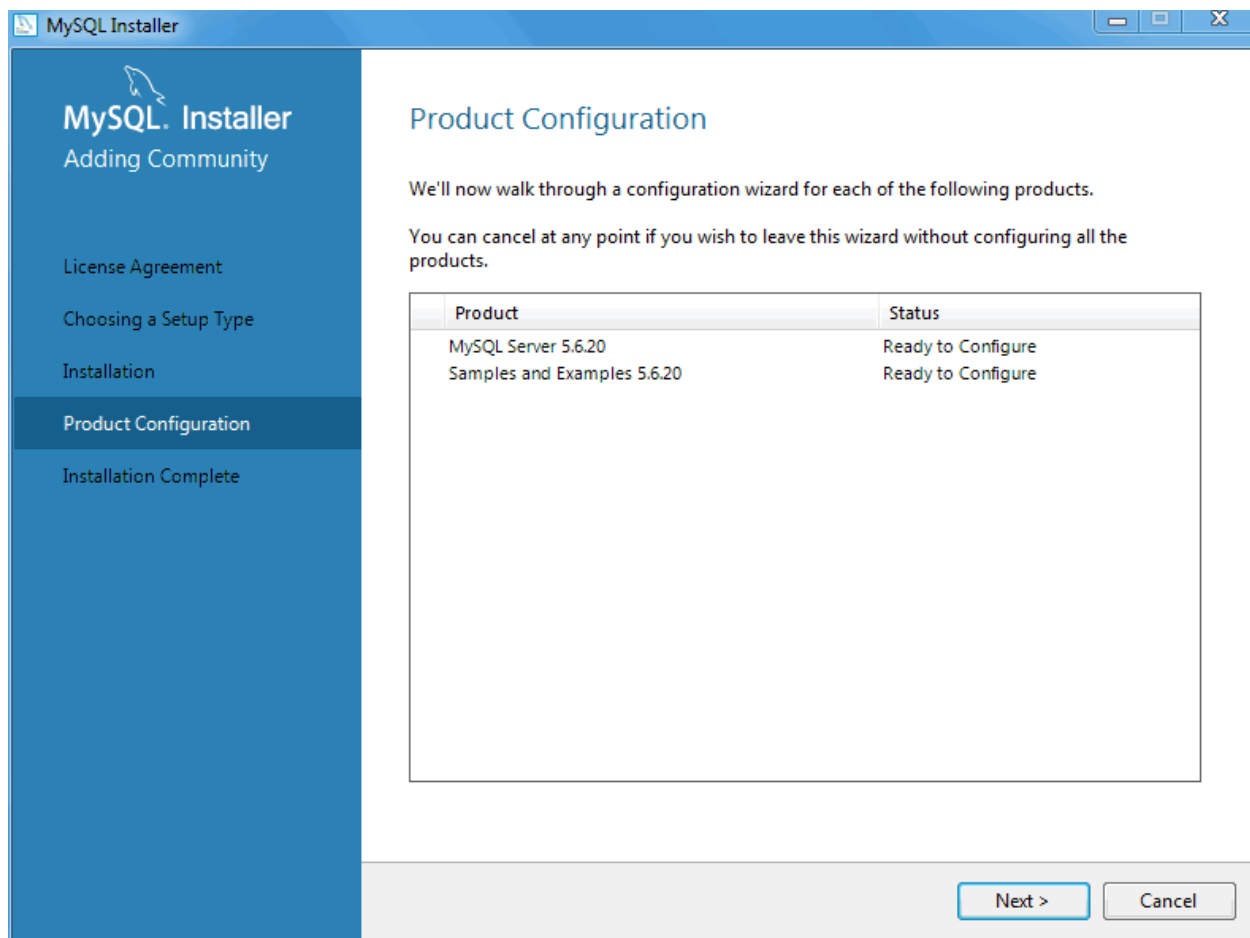 MySQL Installer
MySQL. Installer
Adding Community
License Agreement
Choosing a Setup Type
Installation
Product Configuration
Installation Complete
Product Configuration
We'll now walk through a configuration wizard for each of the following products.
You can cancel at any point if you wish to leave this wizard without configuring all the
products.
Product Status
MySQL Server 5.6.20 Ready to Configure
Samples and Examples 5.6.20 Ready to Configure
Next > Cancel